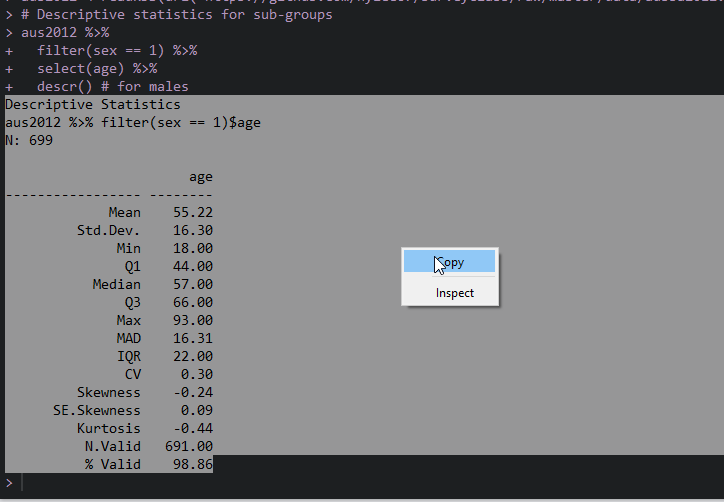 > # Descriptive statistics for sub-groups
> aus2012 %>%
+   filter(sex == 1) %>%
+   select(age) %>%
+   descr() # for males
Descriptive Statistics
aus2012 %>% filter(sex == 1)$age
N: 699
age
----------------- --------
Mean 55.22
Std.Dev. 16.30
Min 18.00
Q1 44.00
Median 57.00
Q3 66.00
Max 93.00
MAD 16.31
IQR 22.00
CV 0.30
Skewness -0.24
SE.Skewness 0.09
Kurtosis -0.44
N.Valid 691.00
% Valid 98.86
>
Copy
Inspect